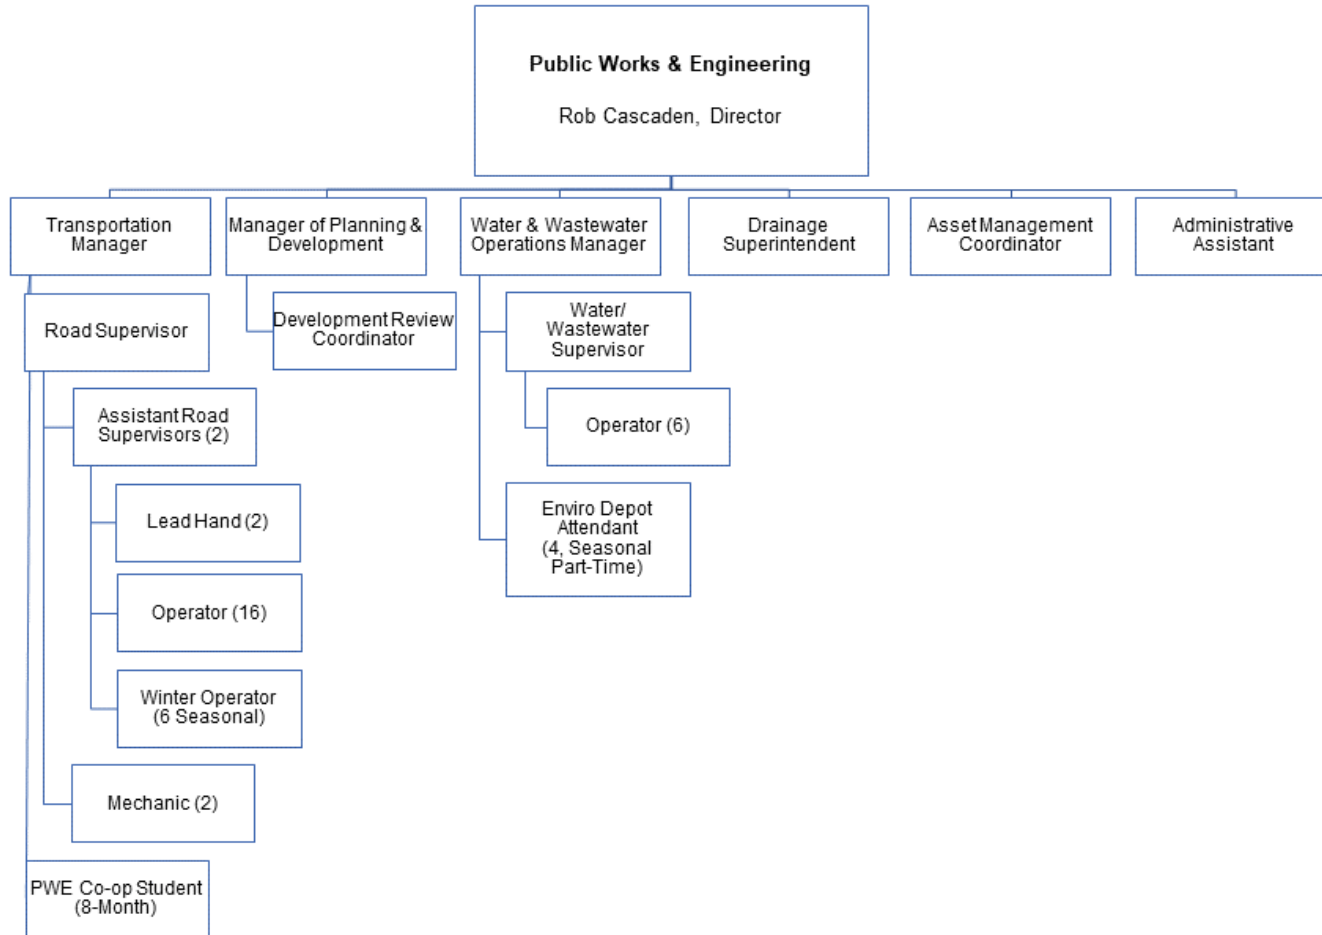 Public Works & Engineering
Rob Cascaden, Director
Transportation
Manager
Manager of Planning &
Development
Water & Wastewater
Operations Manager
Drainage
Superintendent
Asset Management
Coordinator
Administrative
Assistant
Road Supervisor
Development Review
Coordinator
Water/
Wastewater
Supervisor
Assistant Road
Supervisors (2)
Operator (6)
Lead Hand (2)
Enviro Depot
Attendant
(4, Seasonal
Part-Time)
Operator (16)
Winter Operator
(6 Seasonal)
Mechanic (2)
PWE Co-op Student
(8-Month)